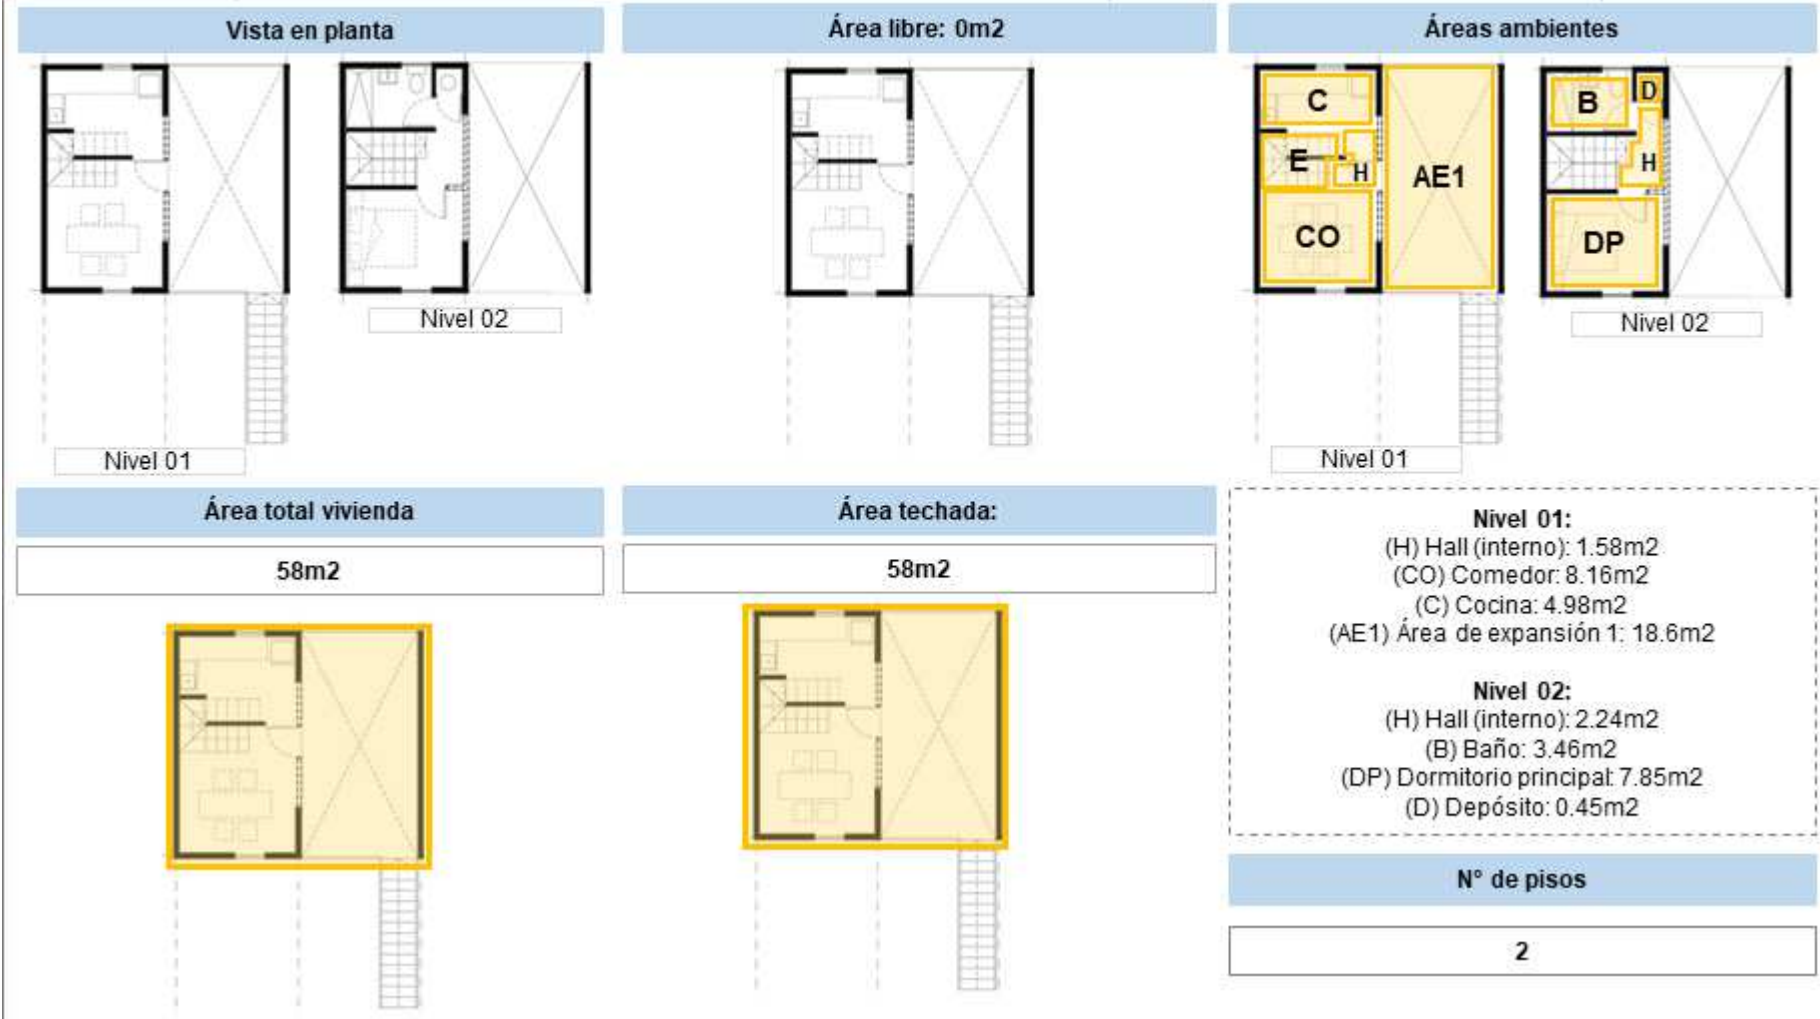 Vista en planta
Nivel 02
Nivel 01
Área libre: 0m2
Áreas ambientes
C
E
H
CO
AE1
B
D
H
DP
Nivel 02
Nivel 01
Área total vivienda
58m2
Área techada:
58m2
Nivel 01:
(H) Hall (interno): 1.58m2
(CO) Comedor: 8.16m2
(C) Cocina: 4.98m2
(AE1) Área de expansión 1: 18.6m2
Nivel 02:
(H) Hall (interno): 2.24m2
(B) Baño: 3.46m2
(DP) Dormitorio principal: 7.85m2
(D) Depósito: 0.45m2
N° de pisos
2